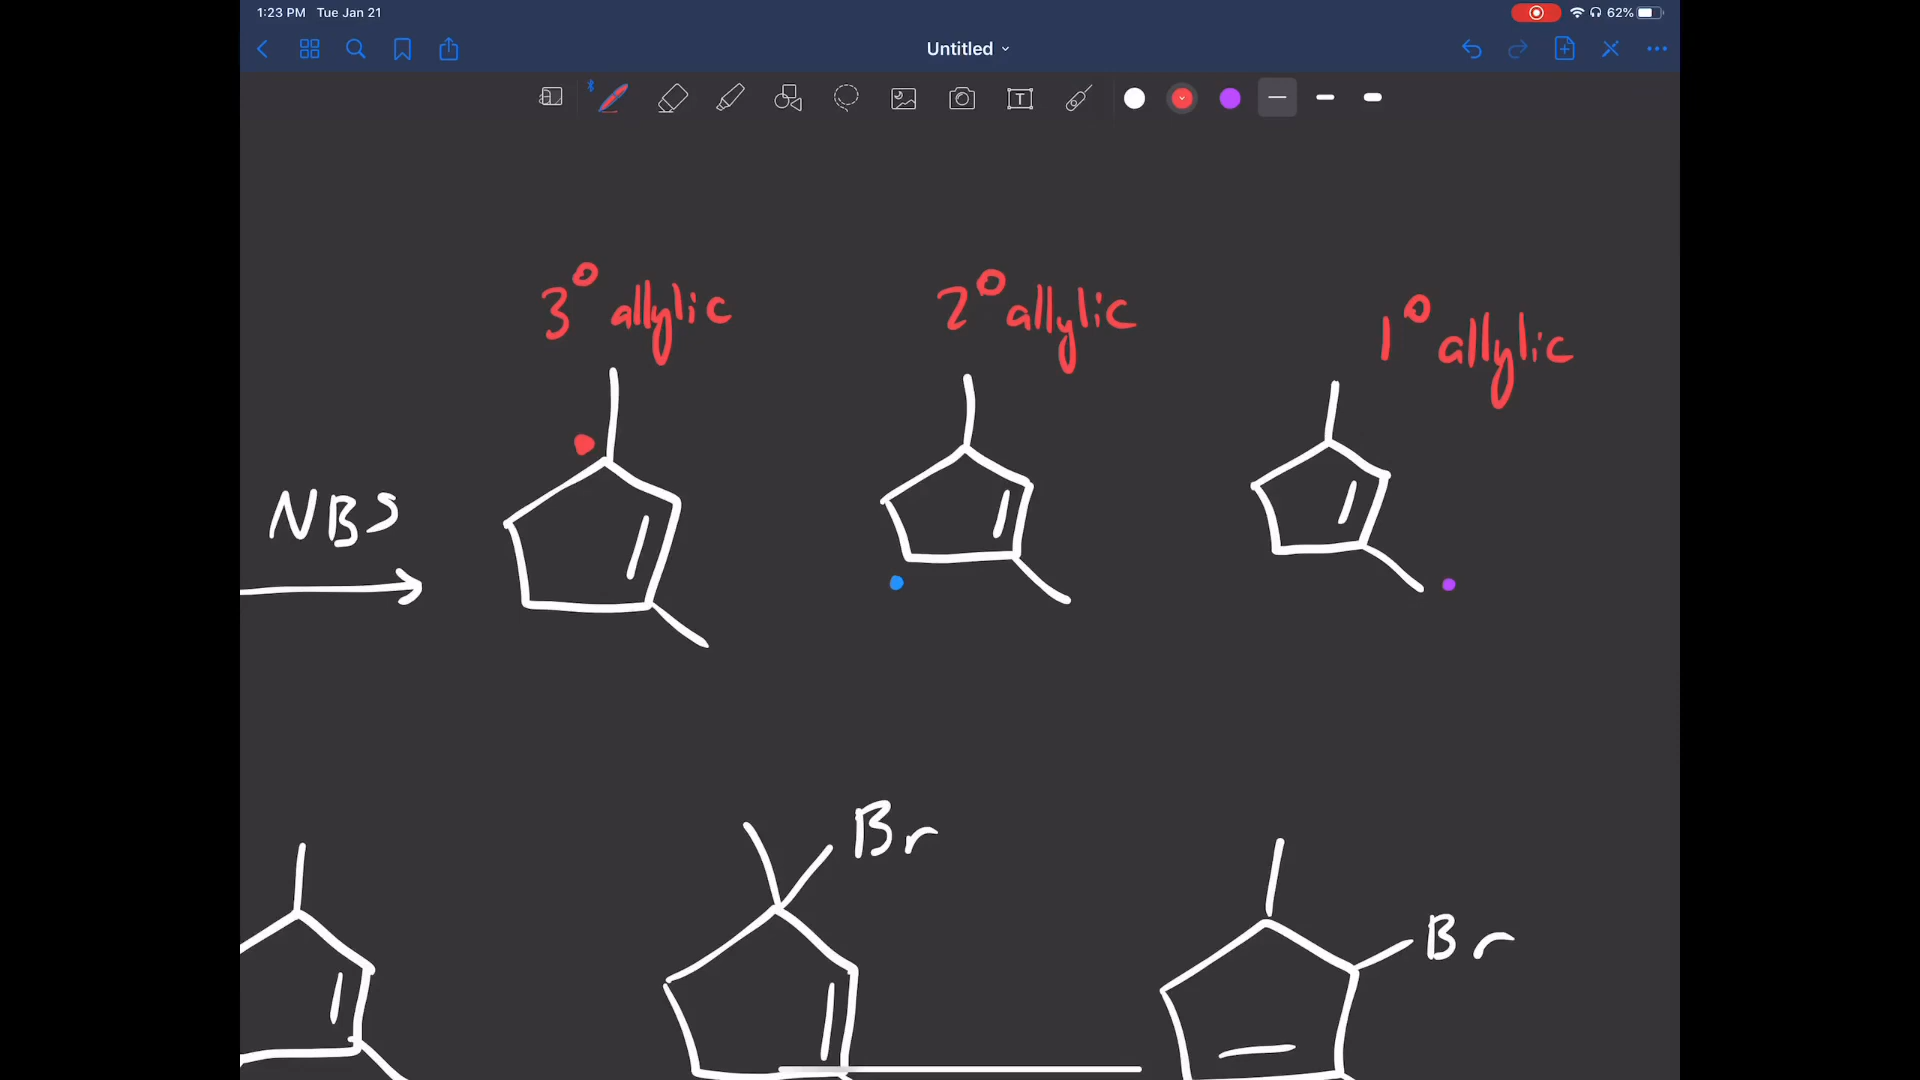 1:23 PM Tue Jan 21
62%
Untitled
T
3° allylic
2° allylic
1° allylic
NBS
Br
Br